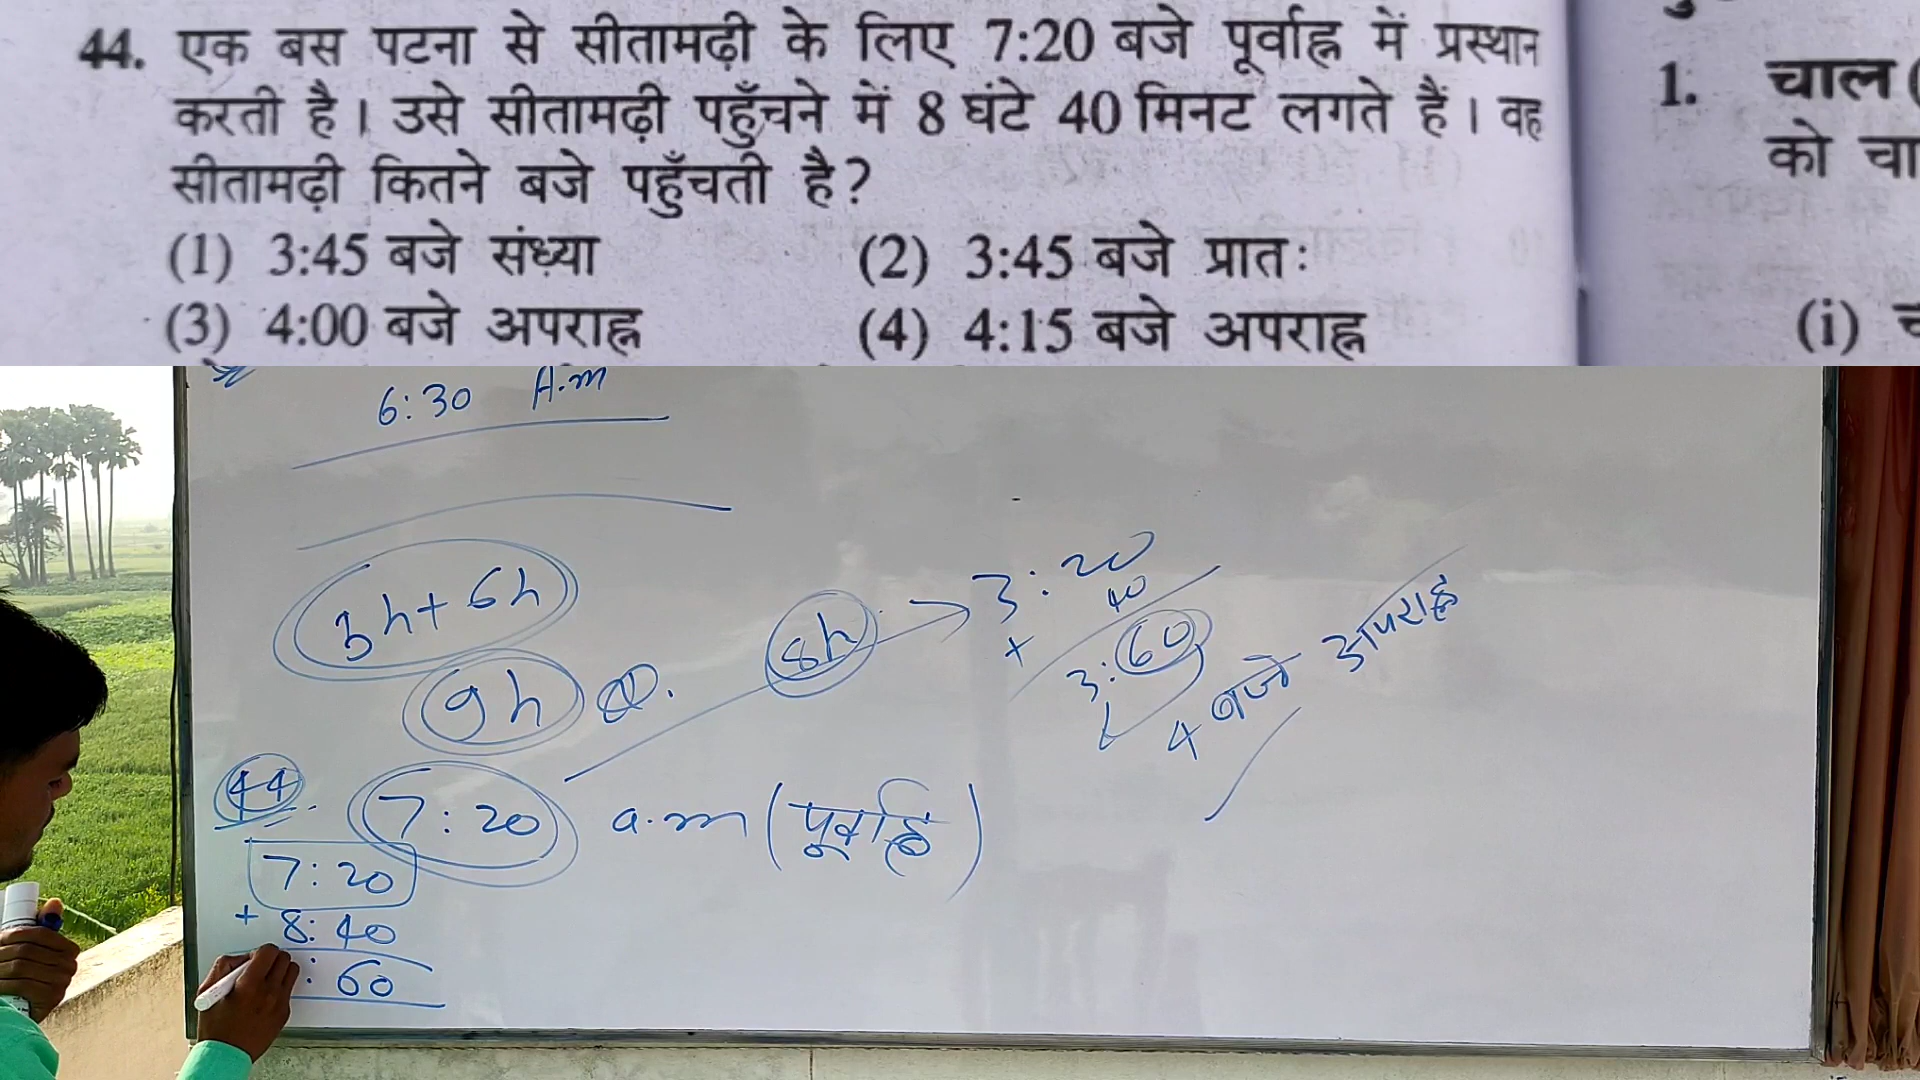 44. एक बस पटना से सीतामढ़ी के लिए 7:20 बजे पूर्वाह्न में प्रस्थान
करती है। उसे सीतामढ़ी पहुँचने में 8 घंटे 40 मिनट लगते हैं। वह
सीतामढ़ी कितने बजे पहुँचती है?
(1) 3:45 बजे संध्या
(2) 3:45 बजे प्रातः
(3) 4:00 बजे अपराह्न
(4) 4:15 बजे अपराह्न
1. चाल (
को चा
(i)
6:30 A.m
3h+6h
9h
44. 7:20 a.m (पूर्वाह्न)
7:20
+ 8:40
:60
8h → 3:20
+ 40
3:60
4 बजे अपराह्न